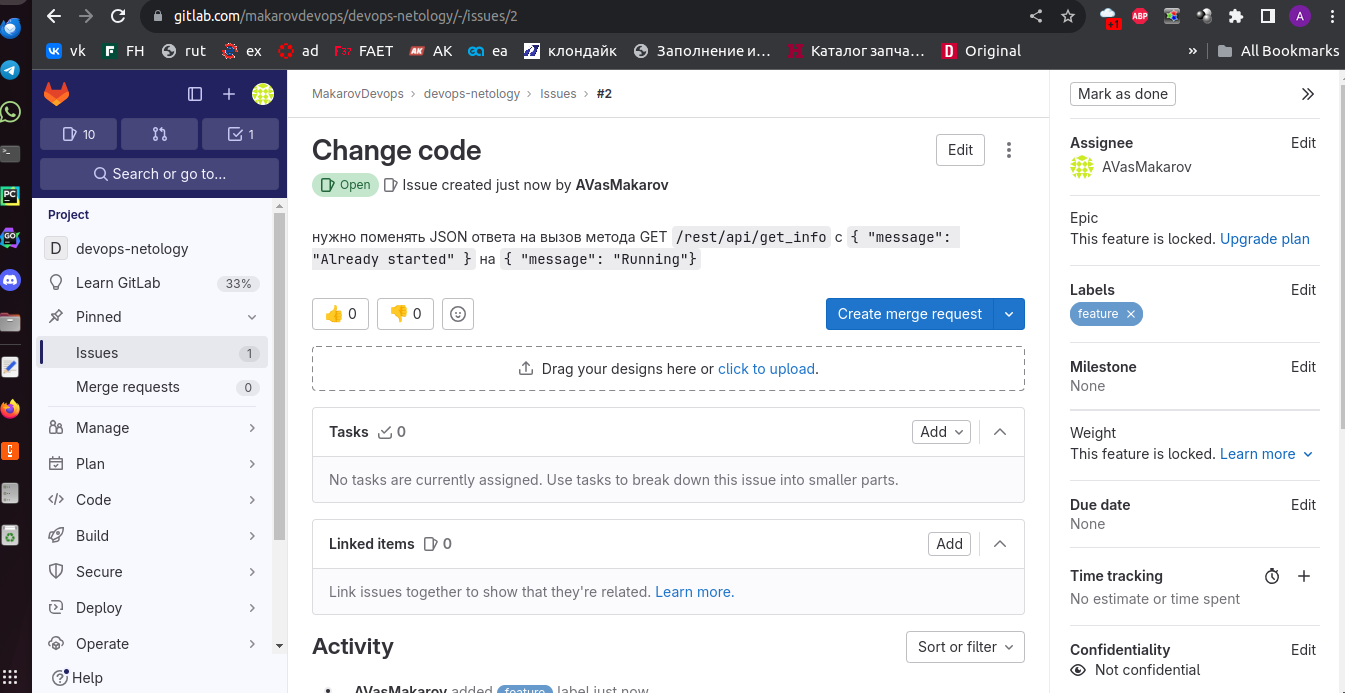 gitlab.com/makarovdevops/devops-netology/-/issues/2
ABP
+1
A
vk
FH
rut
ex
ad
FAET
AK
ea
клондайк
Заполнение и...
Каталог запча...
Original
»
All Bookmarks
10
1
Search or go to...
Project
D devops-netology
Learn GitLab 33%
Pinned
Issues 1
Merge requests 0
Manage
Plan
Code
Build
Secure
Deploy
Operate
Help
MakarovDevops › devops-netology › Issues › #2
Change code
Edit
Open Issue created just now by AVasMakarov
нужно поменять JSON ответа на вызов метода GET /rest/api/get_info с { "message":
"Already started" } на { "message": "Running"}
👍 0 👎 0
Create merge request
Drag your designs here or click to upload.
Tasks 0
Add
No tasks are currently assigned. Use tasks to break down this issue into smaller parts.
Linked items 0
Add
Link issues together to show that they're related. Learn more.
Activity
Sort or filter
AVasMakarov added feature label just now
Mark as done
Assignee Edit
AVasMakarov
Epic
This feature is locked. Upgrade plan
Labels Edit
feature ×
Milestone Edit
None
Weight
This feature is locked. Learn more
Due date Edit
None
Time tracking
No estimate or time spent
Confidentiality Edit
Not confidential